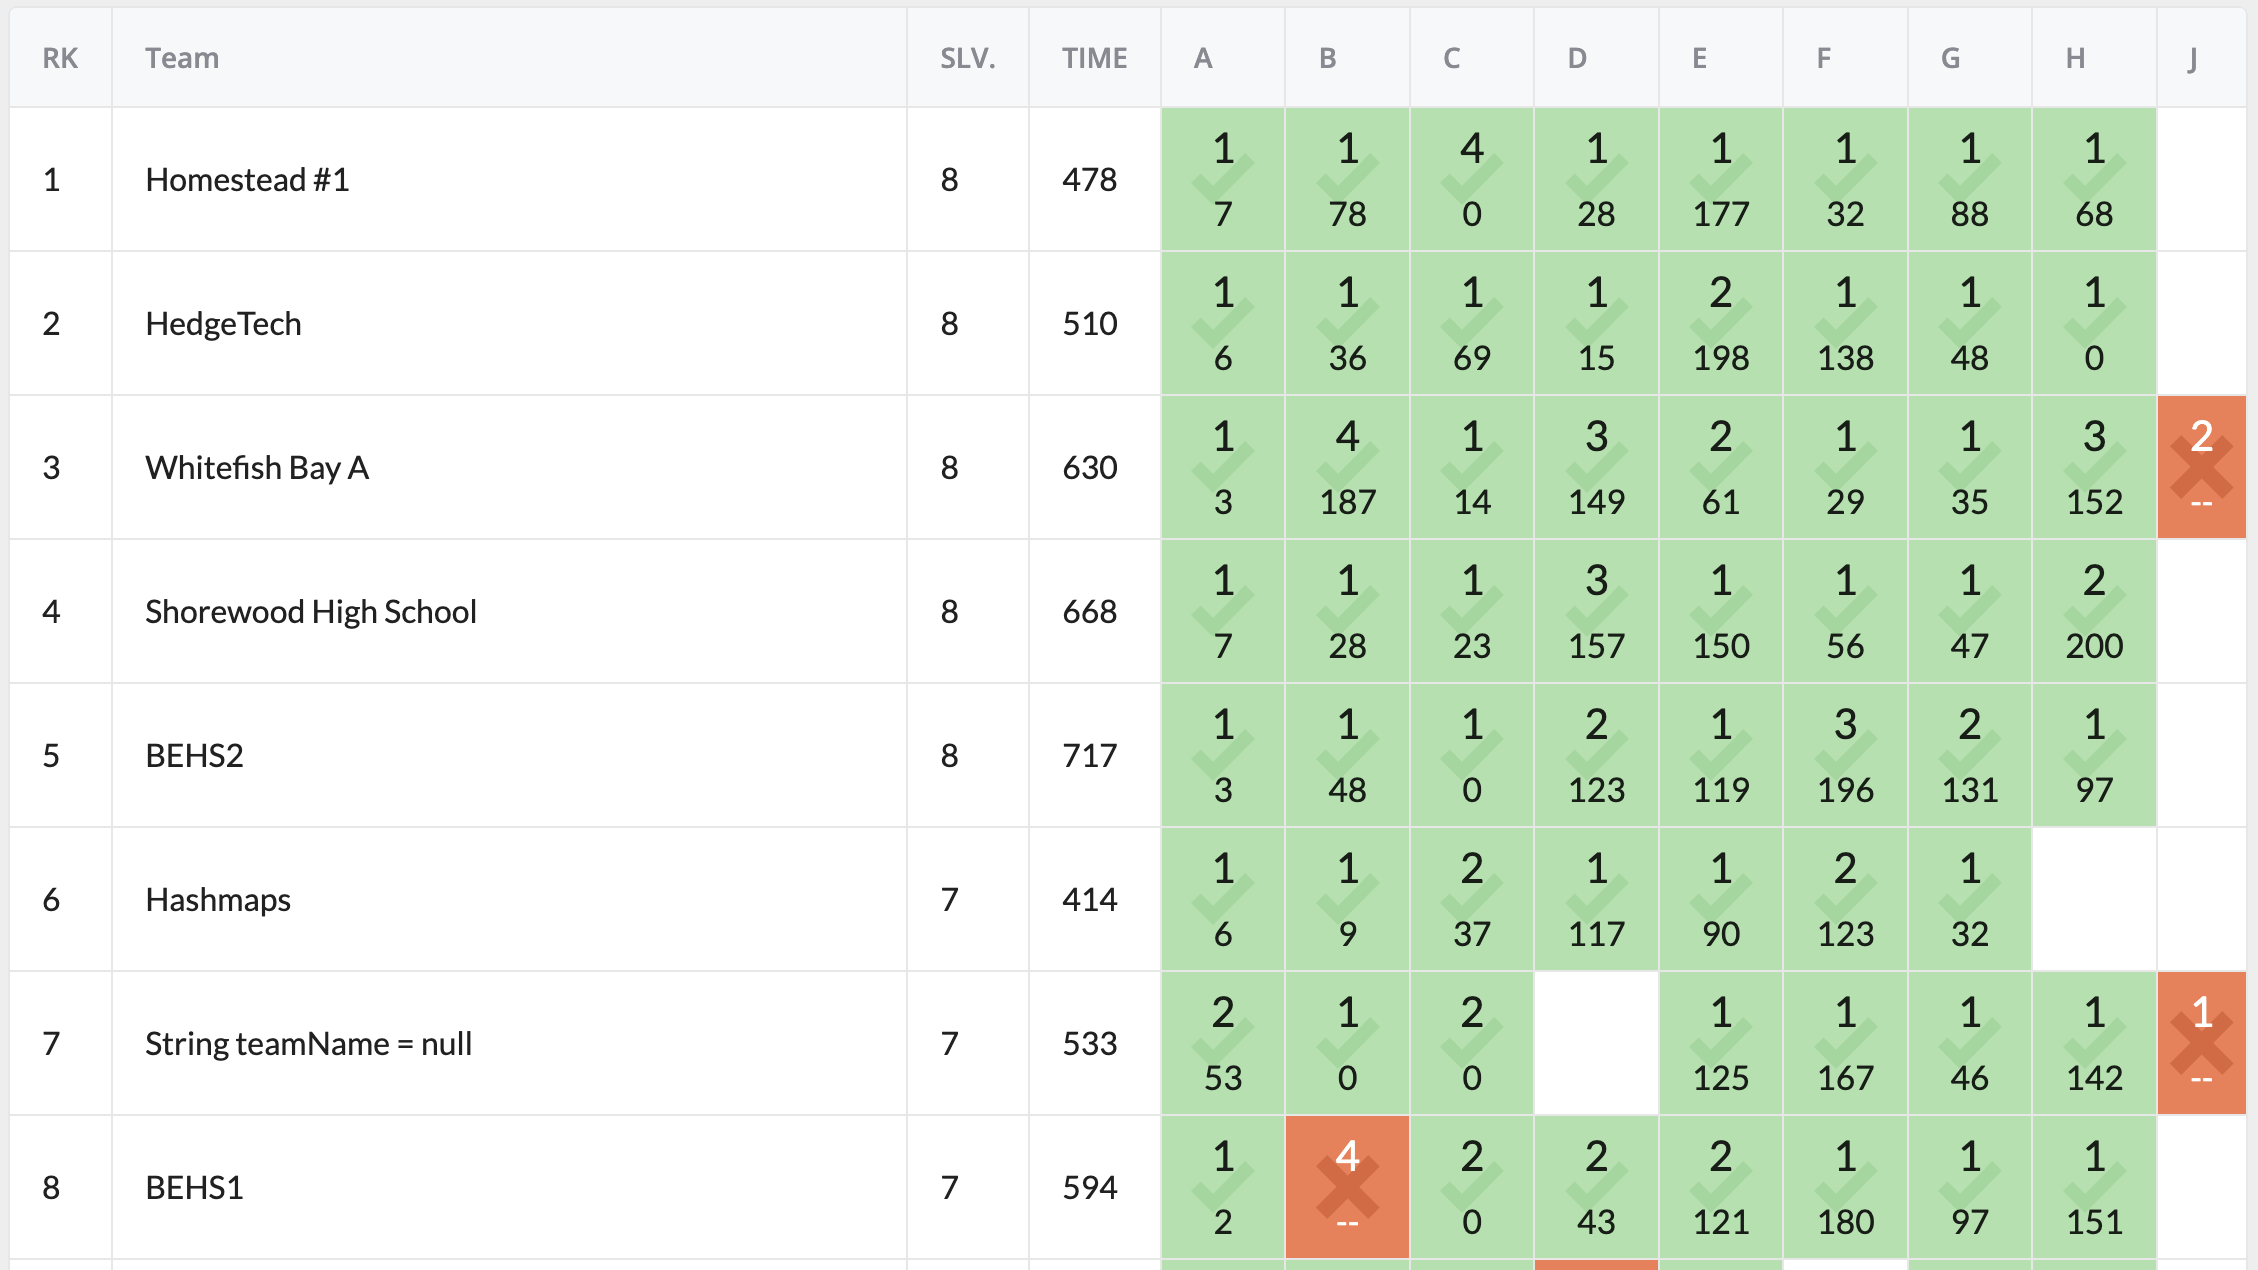 RK Team SLV. TIME A B C D E F G H J
1 1 4 1 1 1 1 1
1 Homestead #1 8 478
7 78 0 28 177 32 88 68
1 1 1 1 2 1 1 1
2 HedgeTech 8 510
6 36 69 15 198 138 48 0
1 4 1 3 2 1 1 3 2
3 Whitefish Bay A 8 630
3 187 14 149 61 29 35 152 --
1 1 1 3 1 1 1 2
4 Shorewood High School 8 668
7 28 23 157 150 56 47 200
1 1 1 2 1 3 2 1
5 BEHS2 8 717
3 48 0 123 119 196 131 97
1 1 2 1 1 2 1
6 Hashmaps 7 414
6 9 37 117 90 123 32
2 1 2 1 1 1 1 1
7 String teamName = null 7 533
53 0 0 125 167 46 142 --
1 4 2 2 2 1 1 1
8 BEHS1 7 594
2 -- 0 43 121 180 97 151